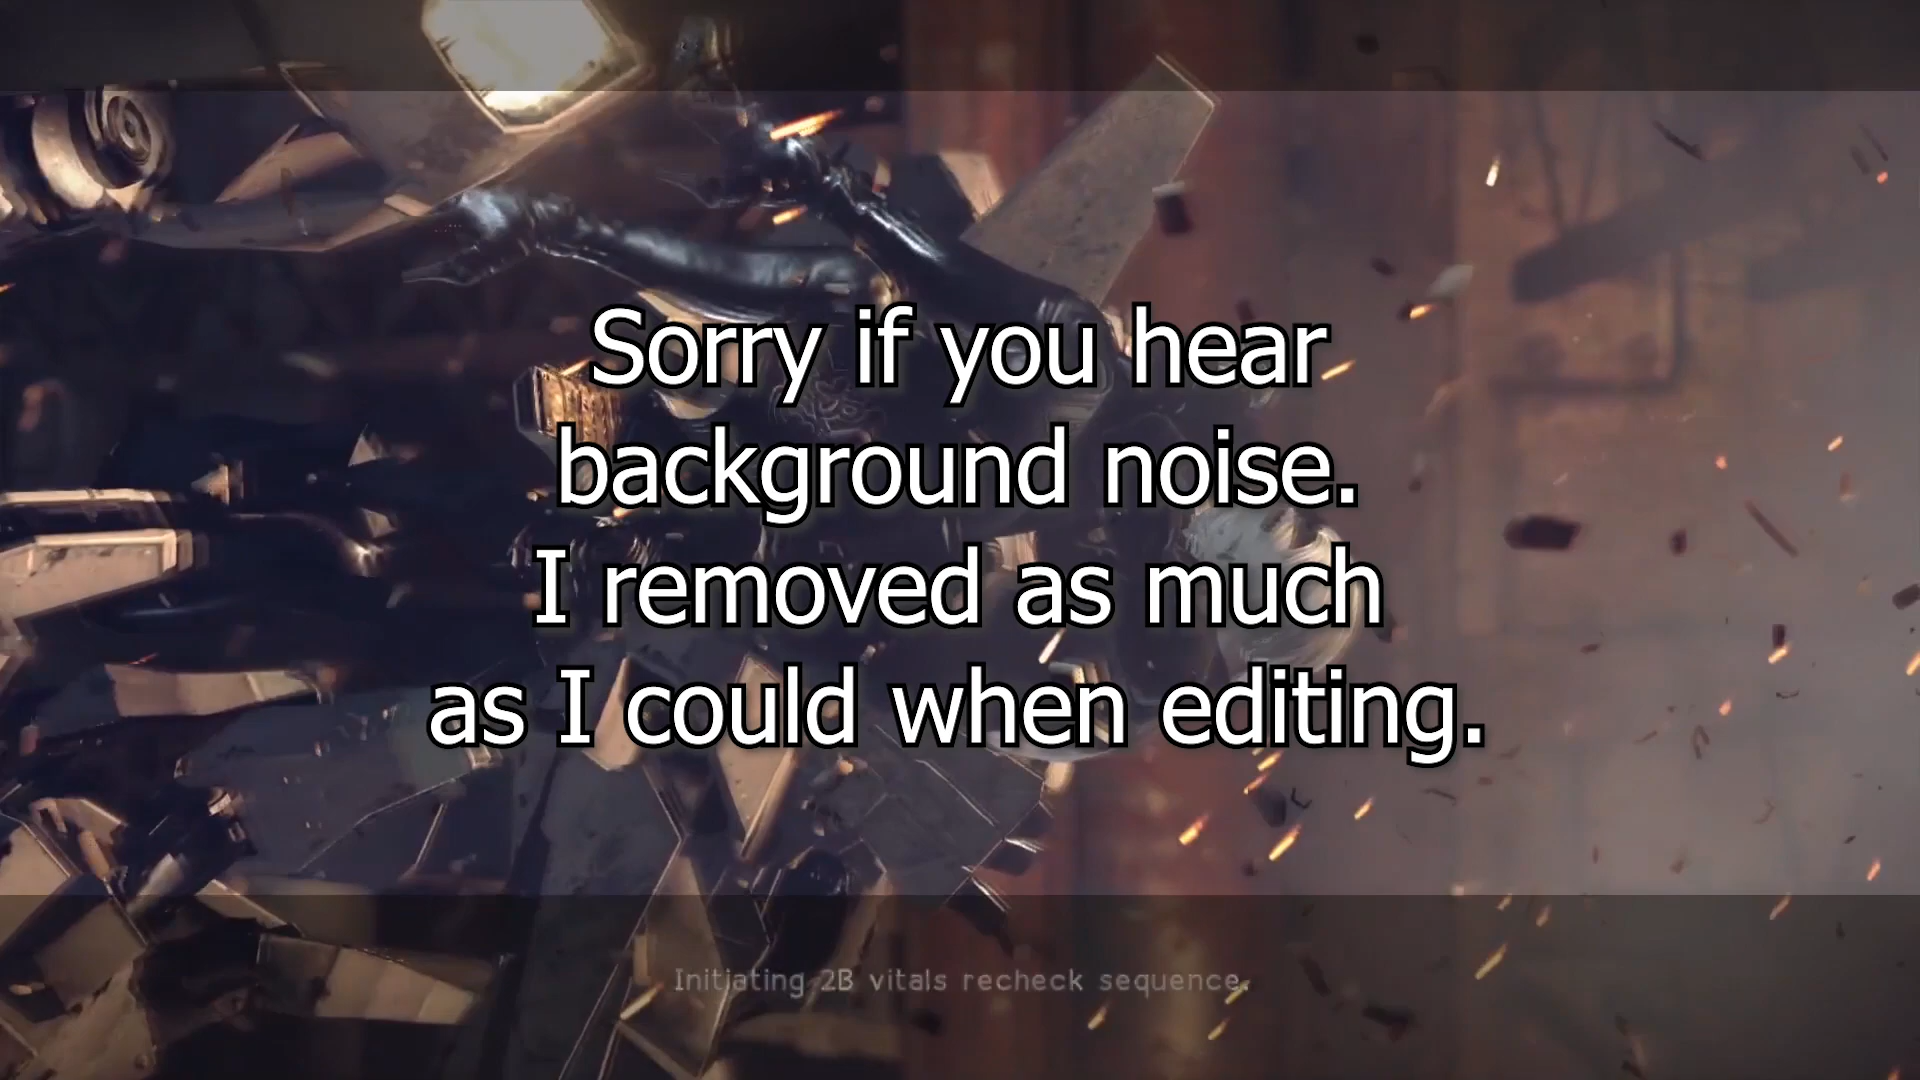 Sorry if you hear
background noise.
I removed as much
as I could when editing.
Initiating 2B vitals recheck sequence.